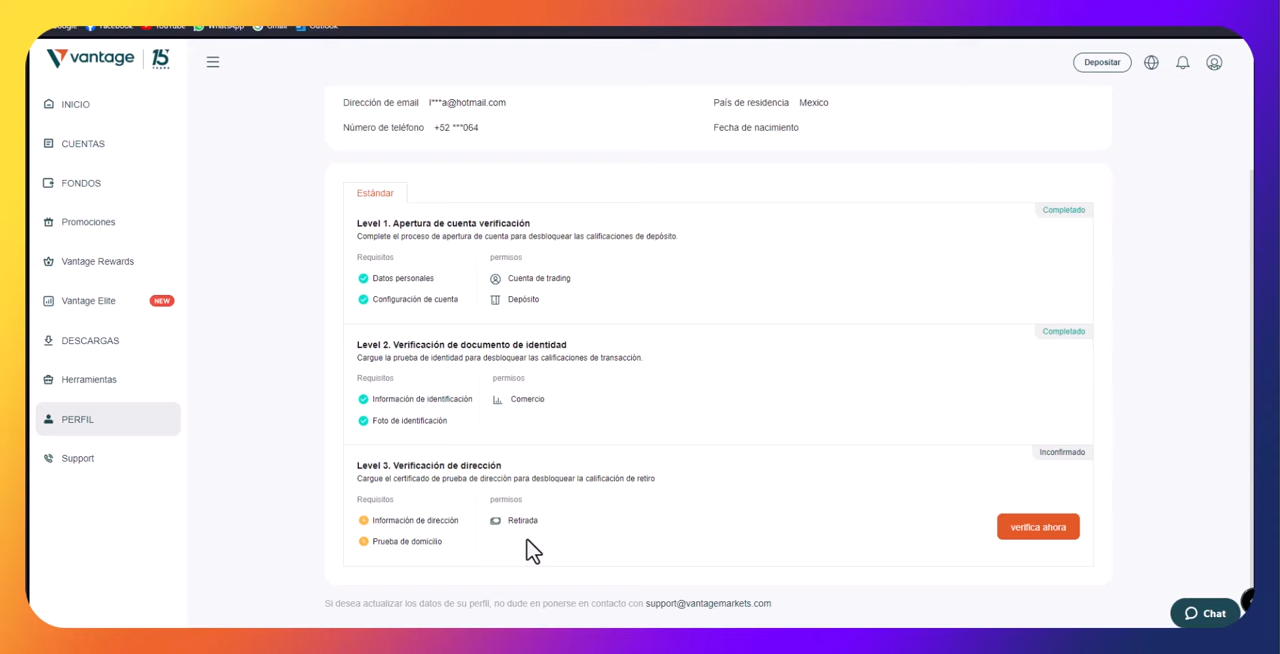 Facebook YouTube WhatsApp Gmail Outlook
vantage 15 YEARS
Depositar
INICIO
CUENTAS
FONDOS
Promociones
Vantage Rewards
Vantage Elite NEW
DESCARGAS
Herramientas
PERFIL
Support
Dirección de email l***a@hotmail.com
País de residencia Mexico
Número de teléfono +52 ***064
Fecha de nacimiento
Estándar
Completado
Level 1. Apertura de cuenta verificación
Complete el proceso de apertura de cuenta para desbloquear las calificaciones de depósito.
Requisitos permisos
Datos personales Cuenta de trading
Configuración de cuenta Depósito
Completado
Level 2. Verificación de documento de identidad
Cargue la prueba de identidad para desbloquear las calificaciones de transacción.
Requisitos permisos
Información de identificación Comercio
Foto de identificación
Inconfirmado
Level 3. Verificación de dirección
Cargue el certificado de prueba de dirección para desbloquear la calificación de retiro
Requisitos permisos
Información de dirección Retirada
verifica ahora
Prueba de domicilio
Si desea actualizar los datos de su perfil, no dude en ponerse en contacto con support@vantagemarkets.com
Chat